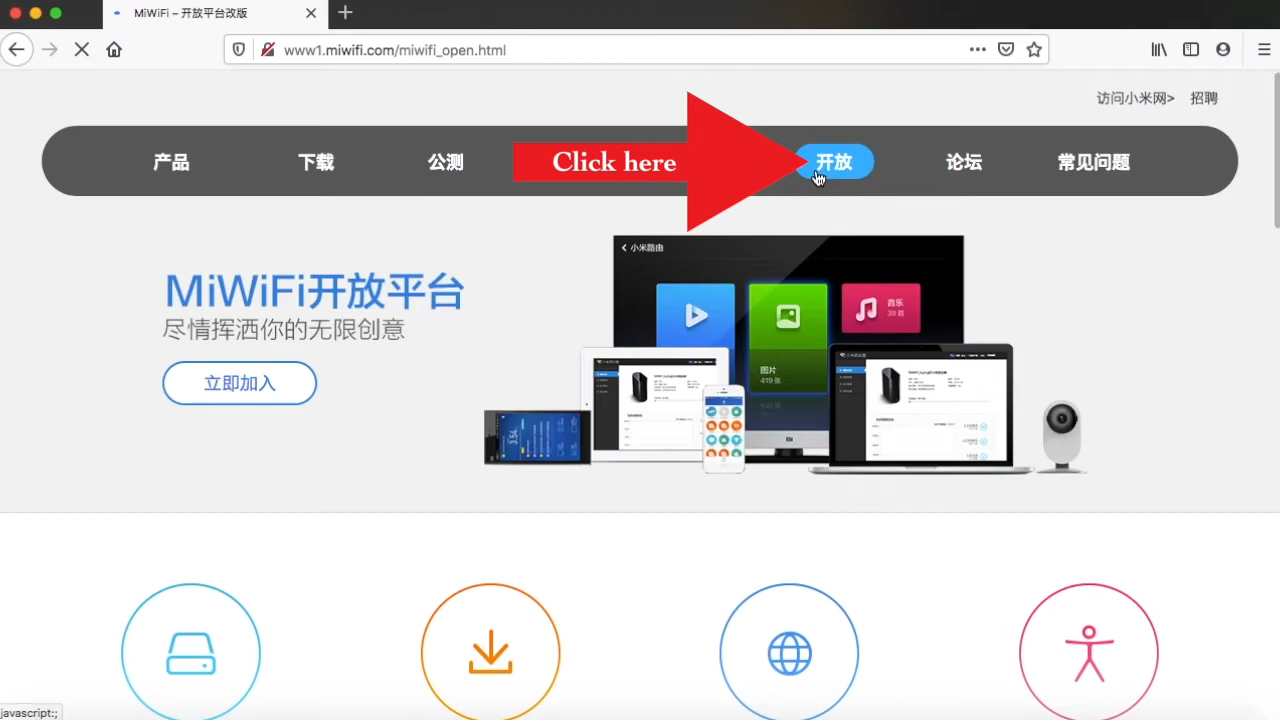 MiWiFi – 开放平台改版
www1.miwifi.com/miwifi_open.html
访问小米网> 招聘
产品 下载 公测 Click here 开放 论坛 常见问题
小米路由
MiWiFi开放平台
尽情挥洒你的无限创意
立即加入
音乐
39 首
图片
419 张
javascript:;